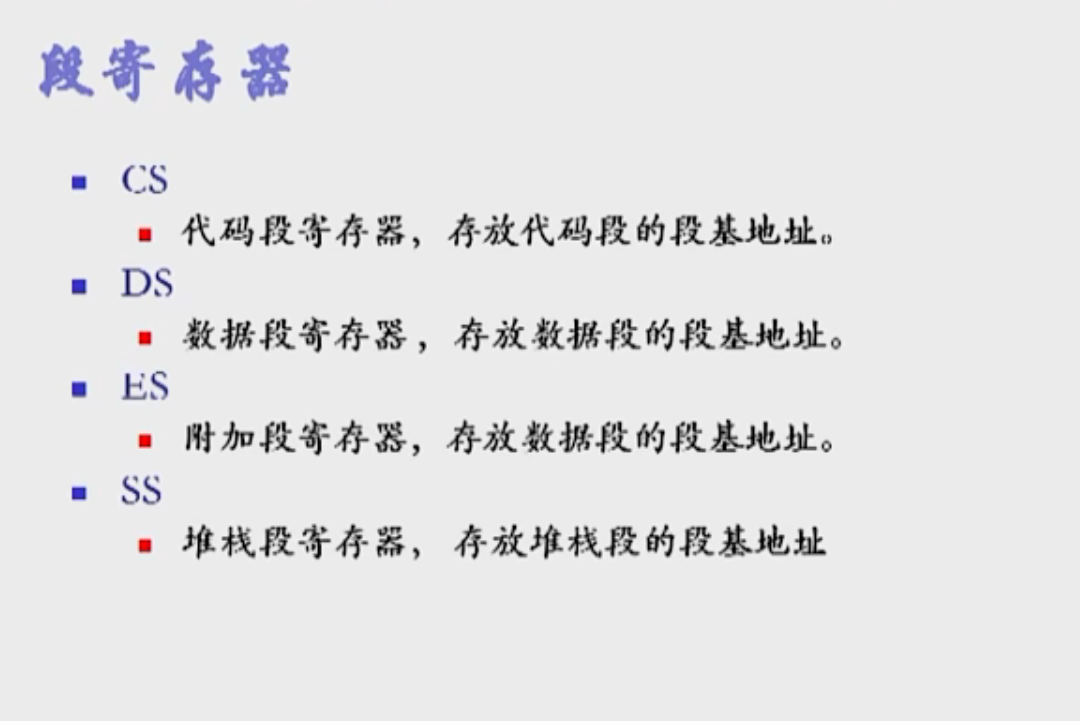 段寄存器
CS
代码段寄存器，存放代码段的段基地址。
DS
数据段寄存器，存放数据段的段基地址。
ES
附加段寄存器，存放数据段的段基地址。
SS
堆栈段寄存器，存放堆栈段的段基地址